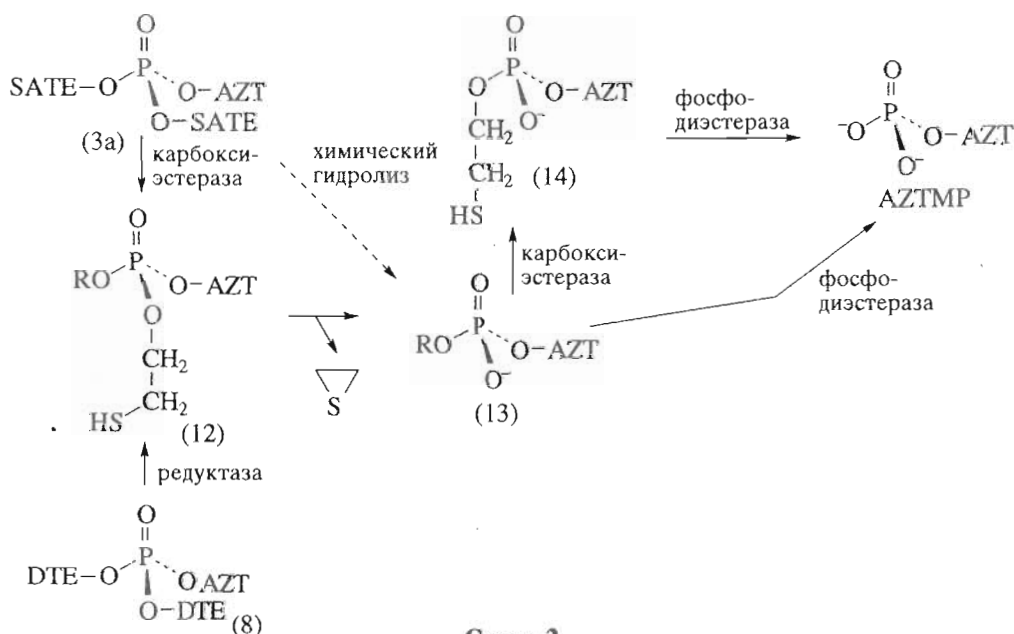 O
P
SATE–O
O–AZT
O–SATE
(3a)
карбокси-
эстераза
химический
гидролиз
O
P
O
O–AZT
O⁻
CH₂
CH₂
HS
(14)
фосфо-
диэстераза
O
P
⁻O
O–AZT
O⁻
AZTMP
O
P
RO
O–AZT
O
CH₂
CH₂
HS
(12)
S
карбокси-
эстераза
O
P
RO
O–AZT
O⁻
(13)
фосфо-
диэстераза
редуктаза
O
P
DTE–O
OAZT
O–DTE
(8)